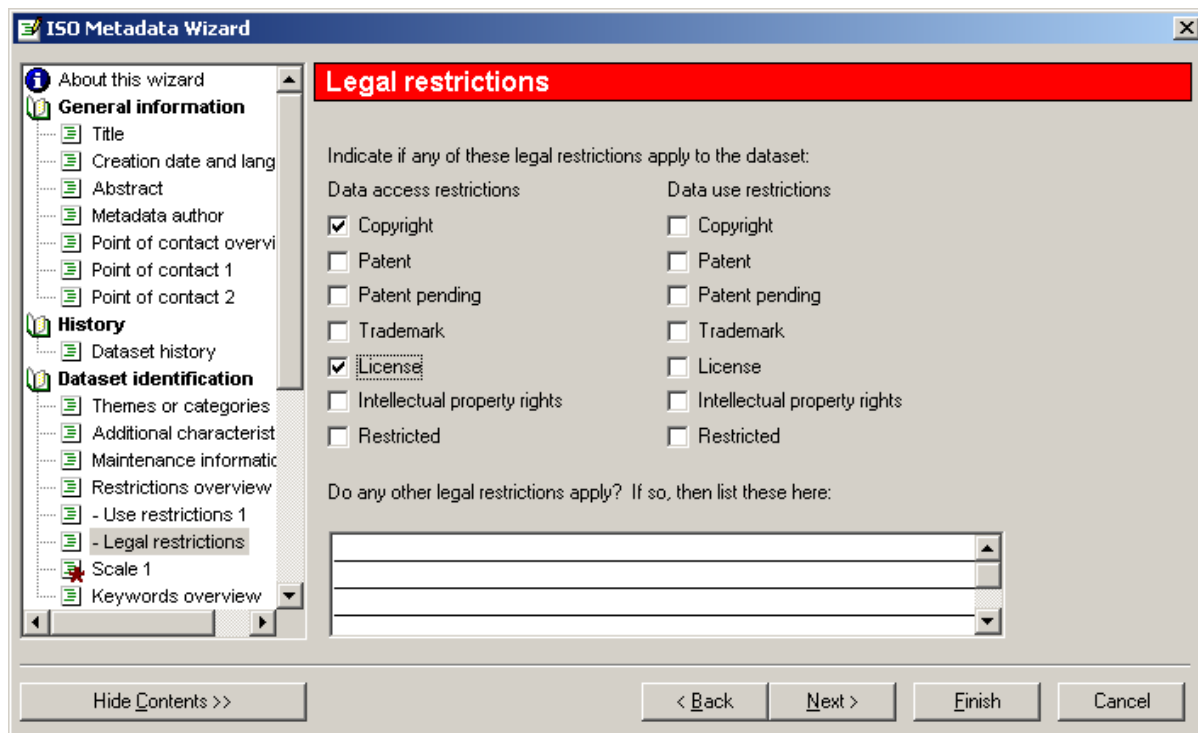 ISO Metadata Wizard
About this wizard
General information
Title
Creation date and lang
Abstract
Metadata author
Point of contact overvi
Point of contact 1
Point of contact 2
History
Dataset history
Dataset identification
Themes or categories
Additional characterist
Maintenance informatic
Restrictions overview
- Use restrictions 1
- Legal restrictions
Scale 1
Keywords overview
Legal restrictions
Indicate if any of these legal restrictions apply to the dataset:
Data access restrictions
Copyright
Patent
Patent pending
Trademark
License
Intellectual property rights
Restricted
Data use restrictions
Copyright
Patent
Patent pending
Trademark
License
Intellectual property rights
Restricted
Do any other legal restrictions apply? If so, then list these here:
Hide Contents >>
< Back
Next >
Finish
Cancel